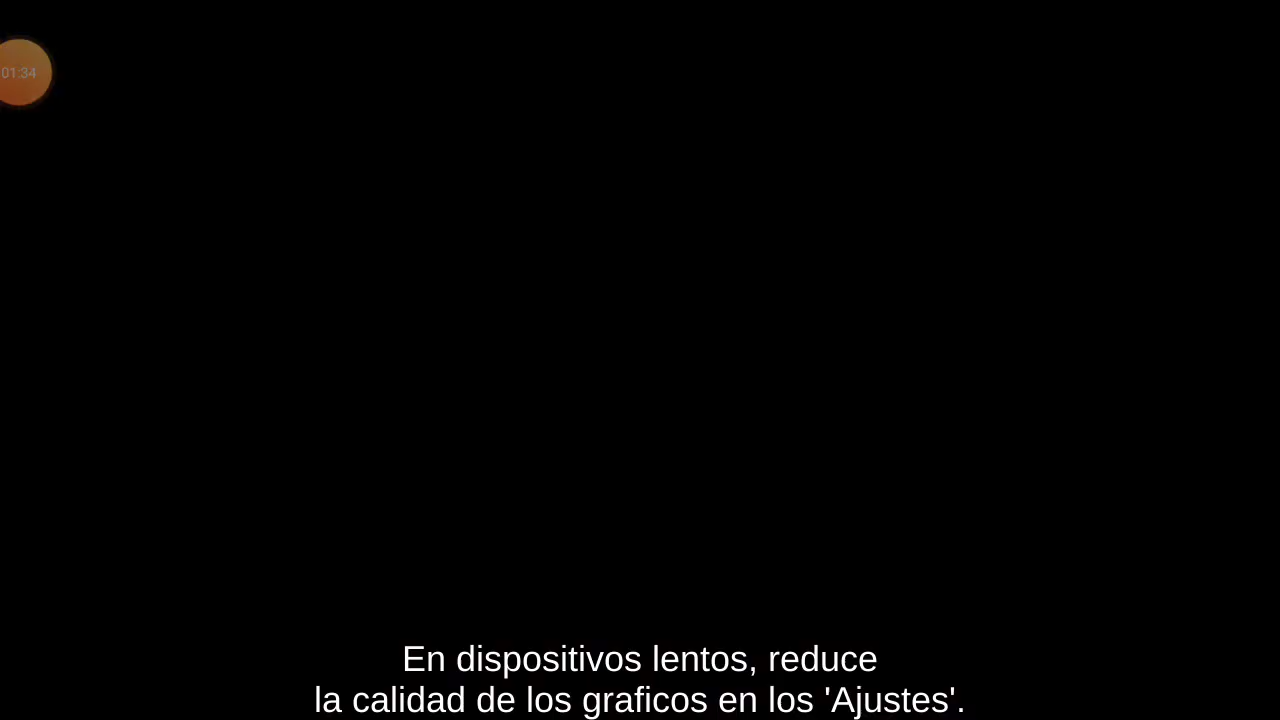 01:34
En dispositivos lentos, reduce
la calidad de los graficos en los 'Ajustes'.